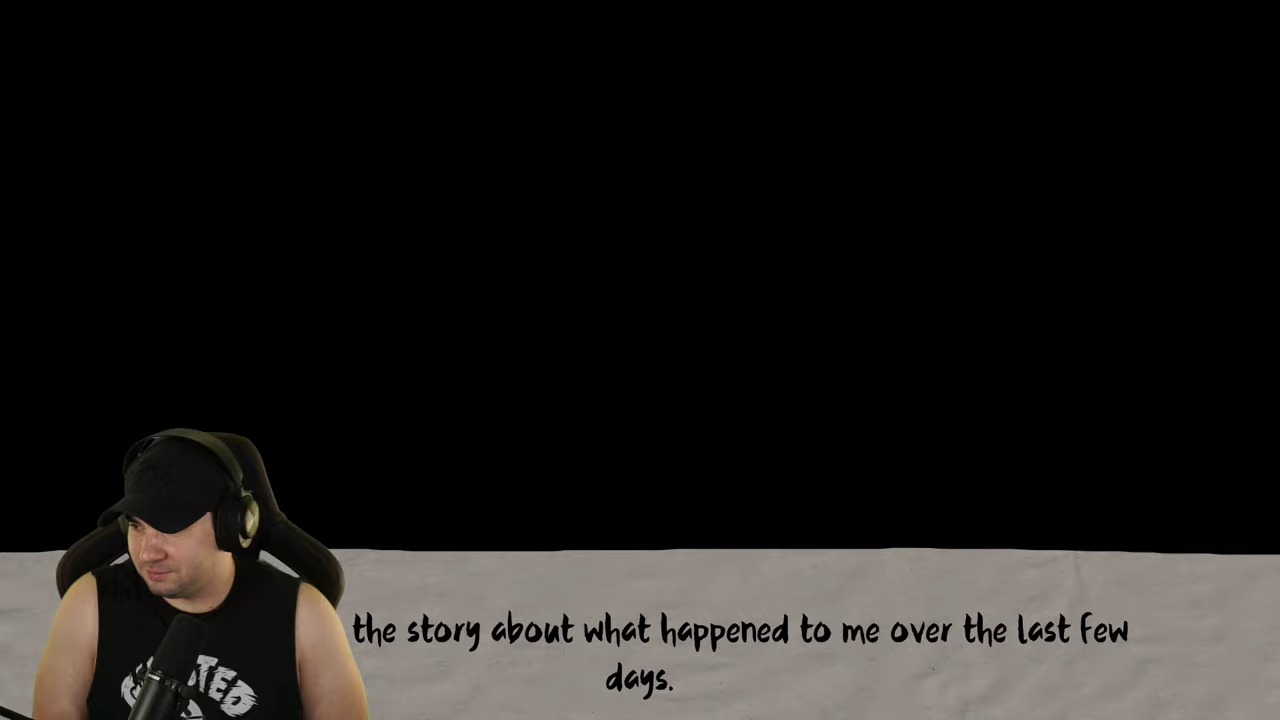 the story about what happened to me over the last few
days.